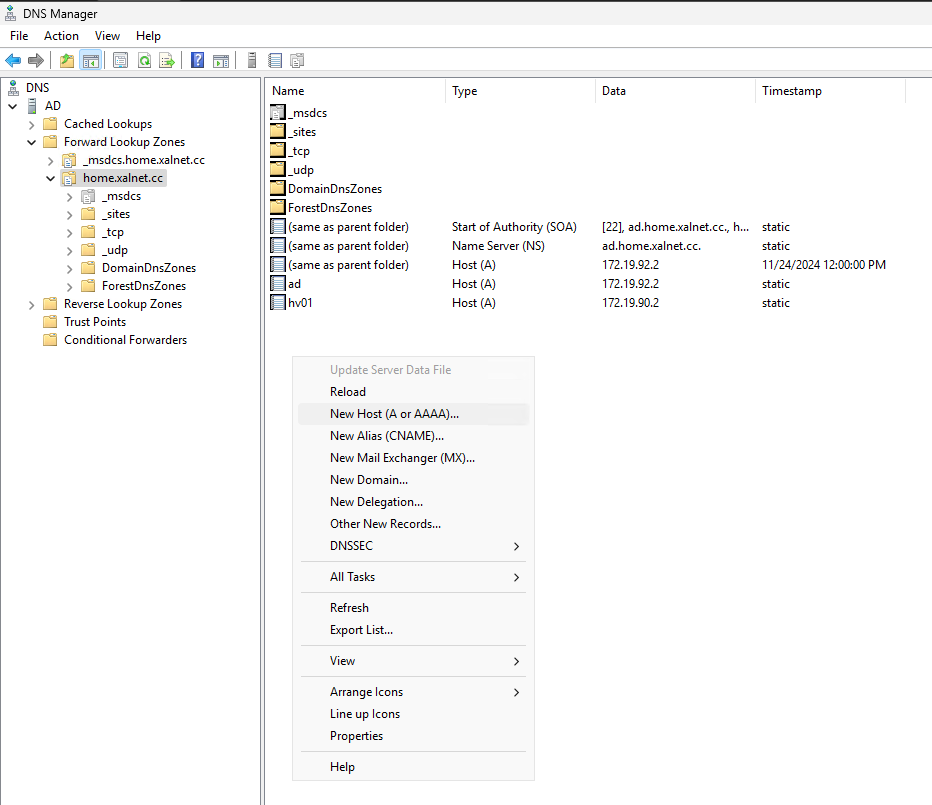 DNS Manager
File Action View Help
DNS
AD
Cached Lookups
Forward Lookup Zones
_msdcs.home.xalnet.cc
home.xalnet.cc
_msdcs
_sites
_tcp
_udp
DomainDnsZones
ForestDnsZones
Reverse Lookup Zones
Trust Points
Conditional Forwarders
Name Type Data Timestamp
_msdcs
_sites
_tcp
_udp
DomainDnsZones
ForestDnsZones
(same as parent folder) Start of Authority (SOA) [22], ad.home.xalnet.cc., h... static
(same as parent folder) Name Server (NS) ad.home.xalnet.cc. static
(same as parent folder) Host (A) 172.19.92.2 11/24/2024 12:00:00 PM
ad Host (A) 172.19.92.2 static
hv01 Host (A) 172.19.90.2 static
Update Server Data File
Reload
New Host (A or AAAA)...
New Alias (CNAME)...
New Mail Exchanger (MX)...
New Domain...
New Delegation...
Other New Records...
DNSSEC
All Tasks
Refresh
Export List...
View
Arrange Icons
Line up Icons
Properties
Help